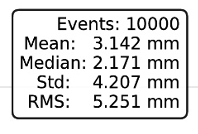 Events: 10000
Mean: 3.142 mm
Median: 2.171 mm
Std: 4.207 mm
RMS: 5.251 mm